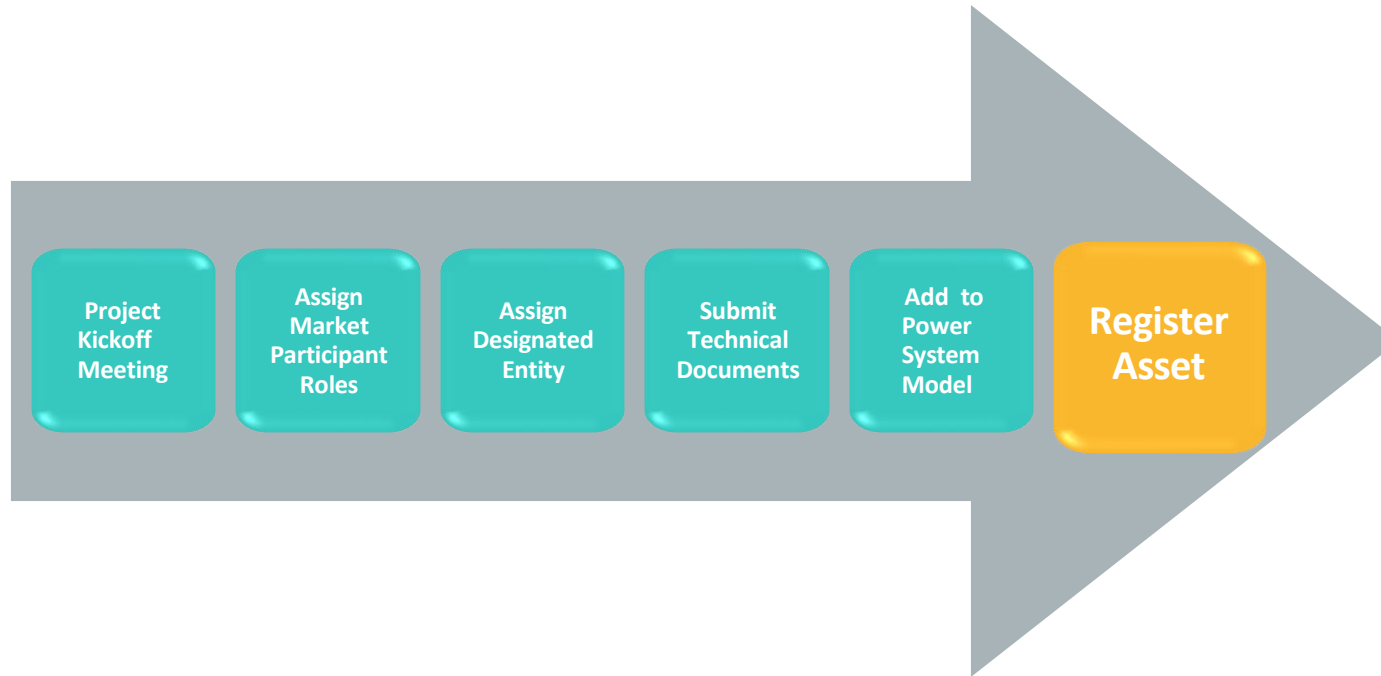 Project
Kickoff
Meeting
Assign
Market
Participant
Roles
Assign
Designated
Entity
Submit
Technical
Documents
Add to
Power
System
Model
Register
Asset